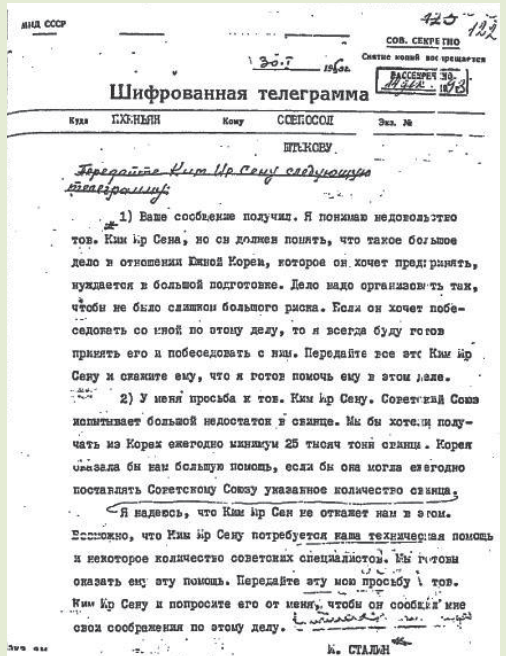 МИД СССР
122
СОВ. СЕКРЕТНО
Снятие копий воспрещается
30.I
РАССЕКРЕЧЕНО
1993
Шифрованная телеграмма
Куда ПХЕНЬЯН Кому СОВПОСОЛ Экз. №
ШТЫКОВУ.
Передайте Ким Ир Сену следующую
телеграмму:
1) Ваше сообщение получил. Я понимаю недовольство
тов. Ким Ир Сена, но он должен понять, что такое большое
дело в отношении Южной Кореи, которое он хочет предпринять,
нуждается в большой подготовке. Дело надо организовать так,
чтобы не было слишком большого риска. Если он хочет побе-
седовать со мной по этому делу, то я всегда буду готов
принять его и побеседовать с ним. Передайте все это Ким Ир
Сену и скажите ему, что я готов помочь ему в этом деле.
2) У меня просьба к тов. Ким Ир Сену. Советский Союз
испытывает большой недостаток в свинце. Мы бы хотели полу-
чать из Кореи ежегодно минимум 25 тысяч тонн свинца. Корея
оказала бы нам большую помощь, если бы она могла ежегодно
поставлять Советскому Союзу указанное количество свинца.
Я надеюсь, что Ким Ир Сен не откажет нам в этом.
Возможно, что Ким Ир Сену потребуется наша техническая помощь
и некоторое количество советских специалистов. Мы готовы
оказать ему эту помощь. Передайте эту мою просьбу тов.
Ким Ир Сену и попросите его от меня, чтобы он сообщил мне
свои соображения по этому делу.
И. СТАЛИН